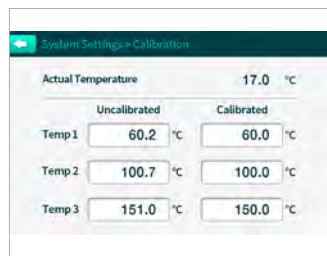 System Settings > Calibration
Actual Temperature 17.0 °C
Uncalibrated Calibrated
Temp 1 60.2 °C 60.0 °C
Temp 2 100.7 °C 100.0 °C
Temp 3 151.0 °C 150.0 °C